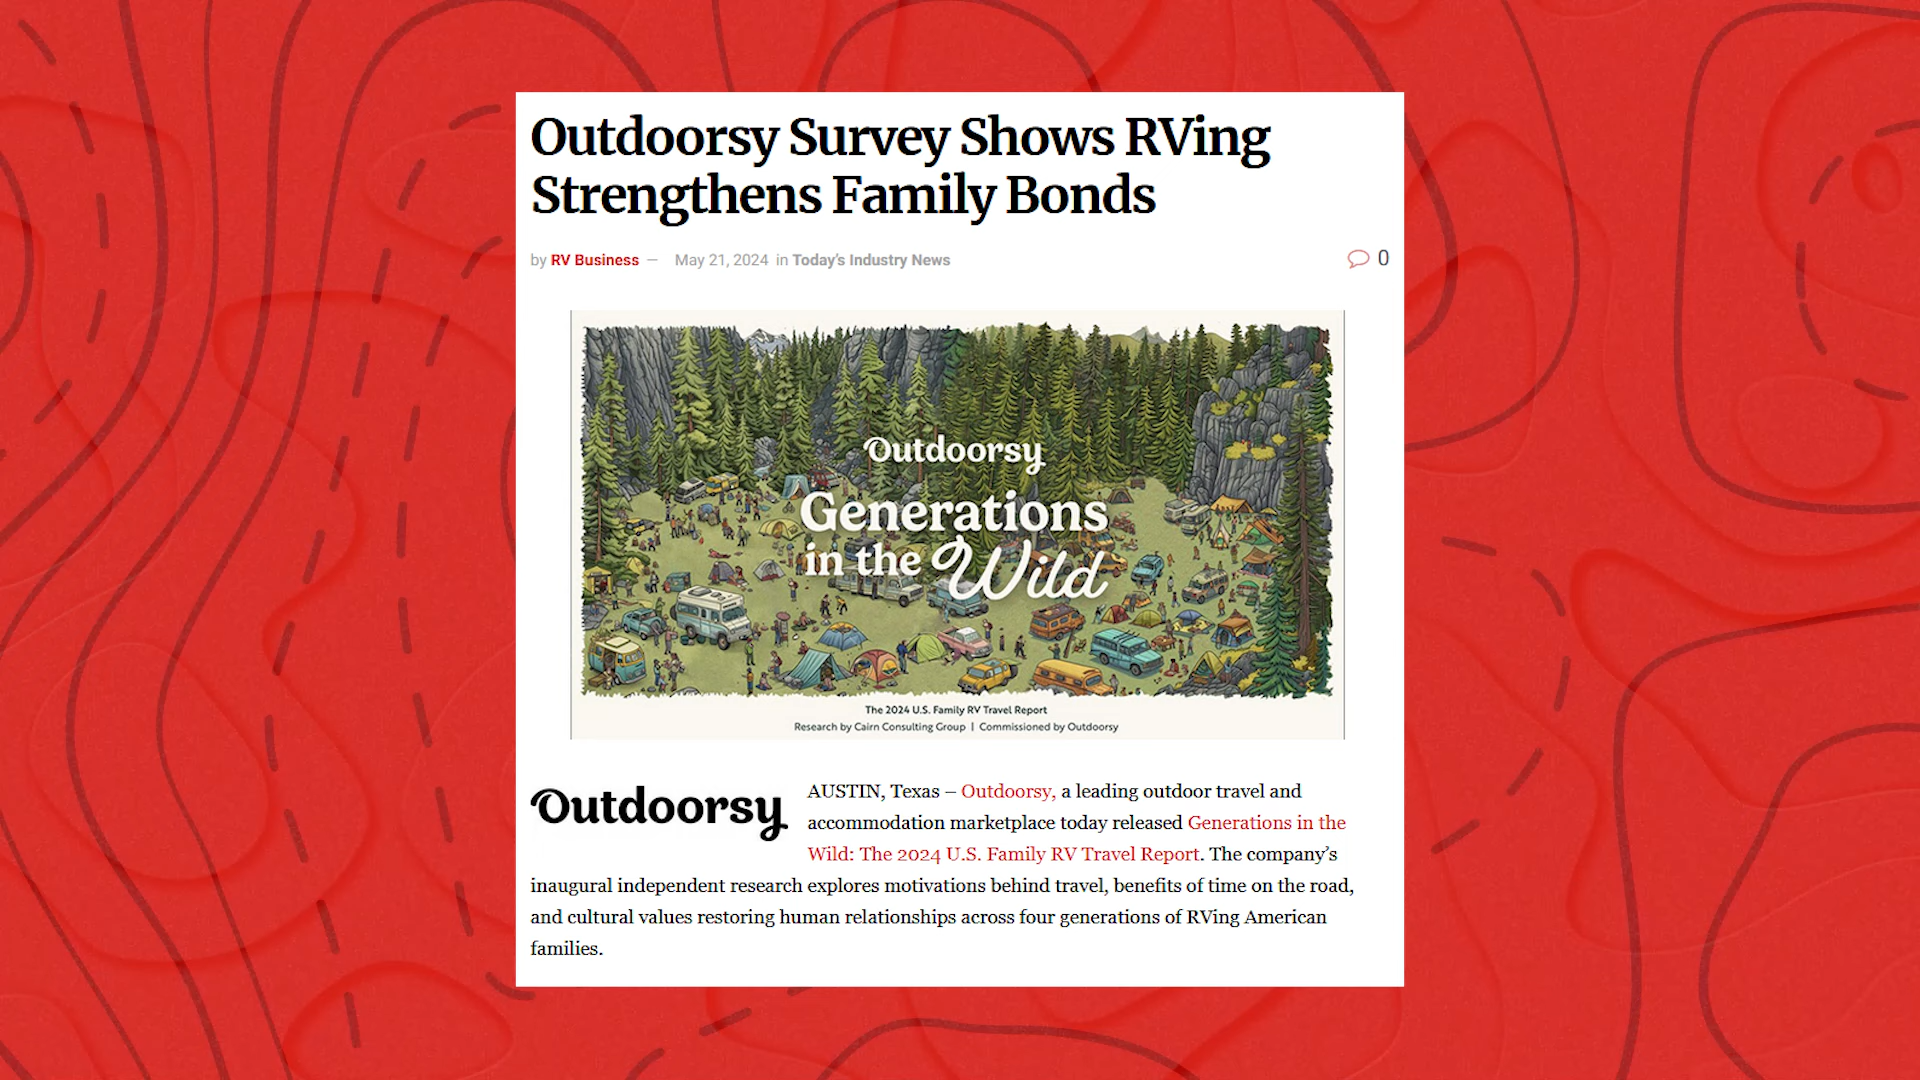 Outdoorsy Survey Shows RVing
Strengthens Family Bonds
by RV Business — May 21, 2024 in Today's Industry News
0
Outdoorsy
Generations
in the Wild
The 2024 U.S. Family RV Travel Report
Research by Cairn Consulting Group | Commissioned by Outdoorsy
Outdoorsy
AUSTIN, Texas – Outdoorsy, a leading outdoor travel and
accommodation marketplace today released Generations in the
Wild: The 2024 U.S. Family RV Travel Report. The company’s
inaugural independent research explores motivations behind travel, benefits of time on the road,
and cultural values restoring human relationships across four generations of RVing American
families.